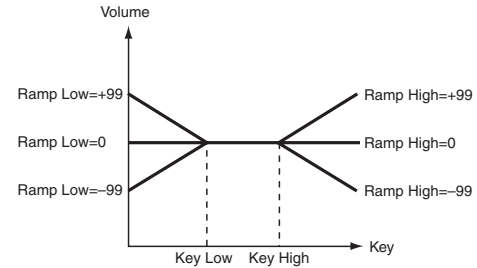 Volume
Ramp Low=+99
Ramp High=+99
Ramp Low=0
Ramp High=0
Ramp Low=–99
Ramp High=–99
Key
Key Low
Key High